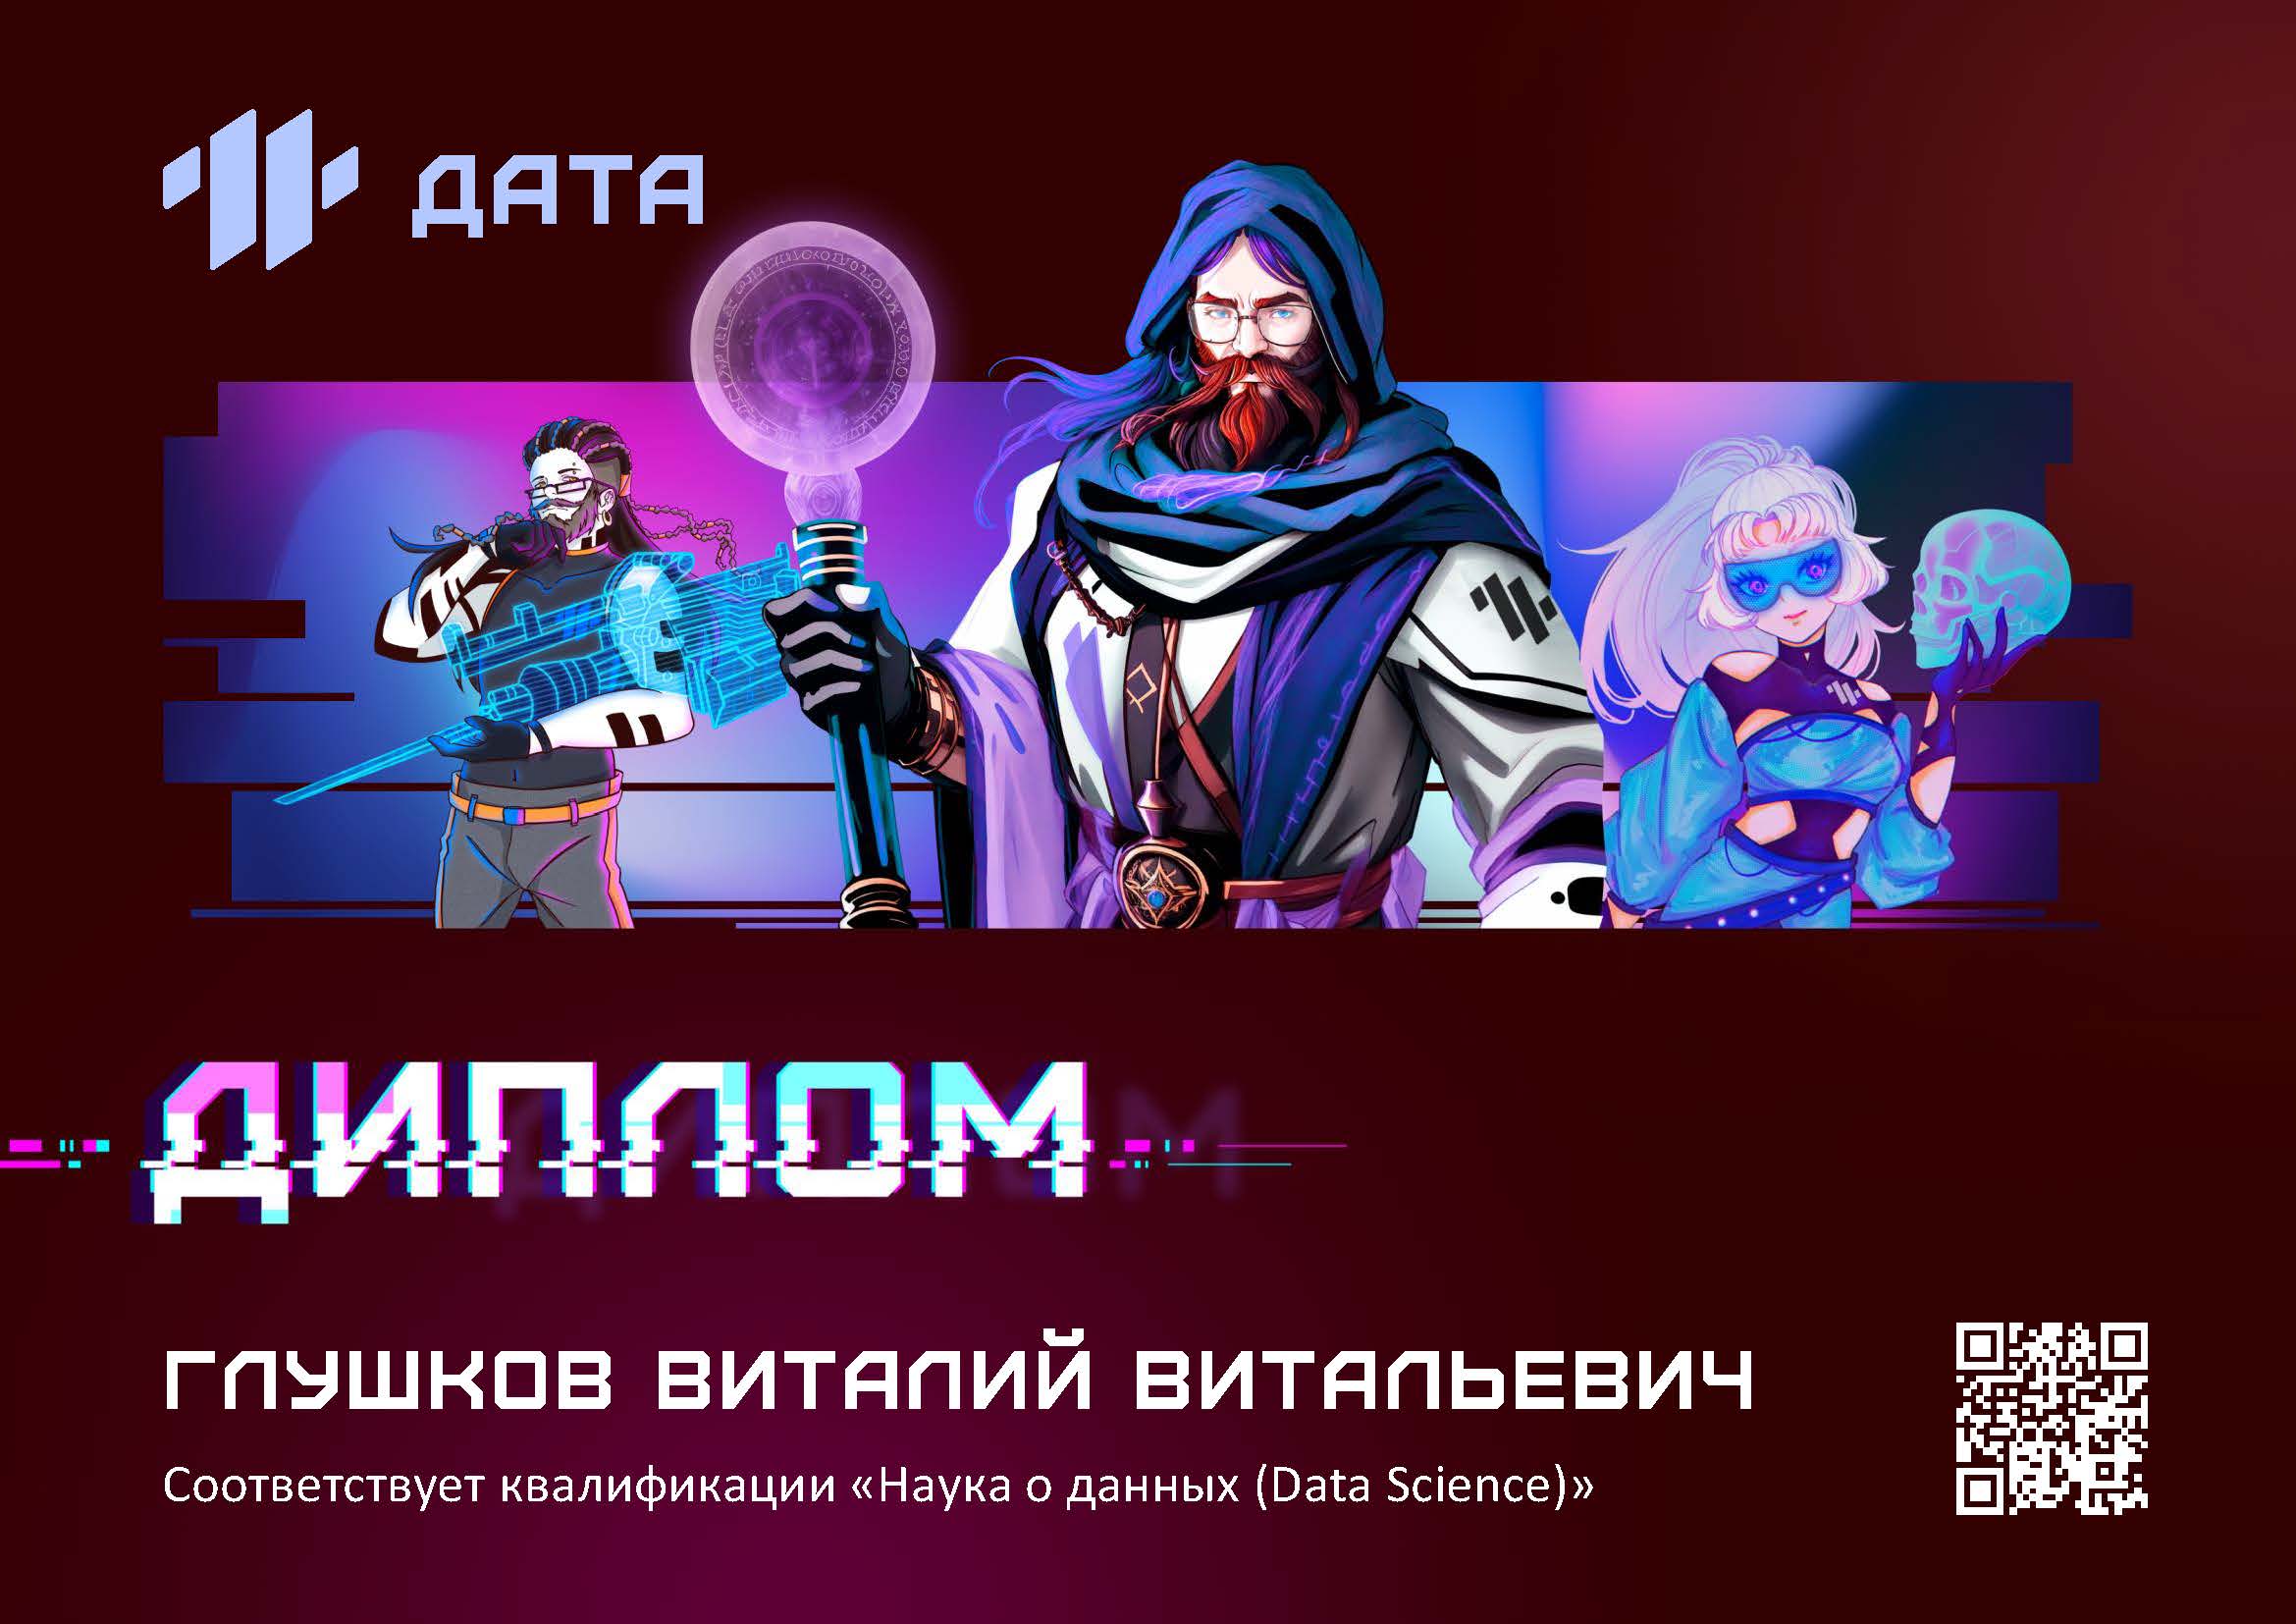 ДАТА
ДИПЛОМ
ГЛУШКОВ ВИТАЛИЙ ВИТАЛЬЕВИЧ
Соответствует квалификации «Наука о данных (Data Science)»